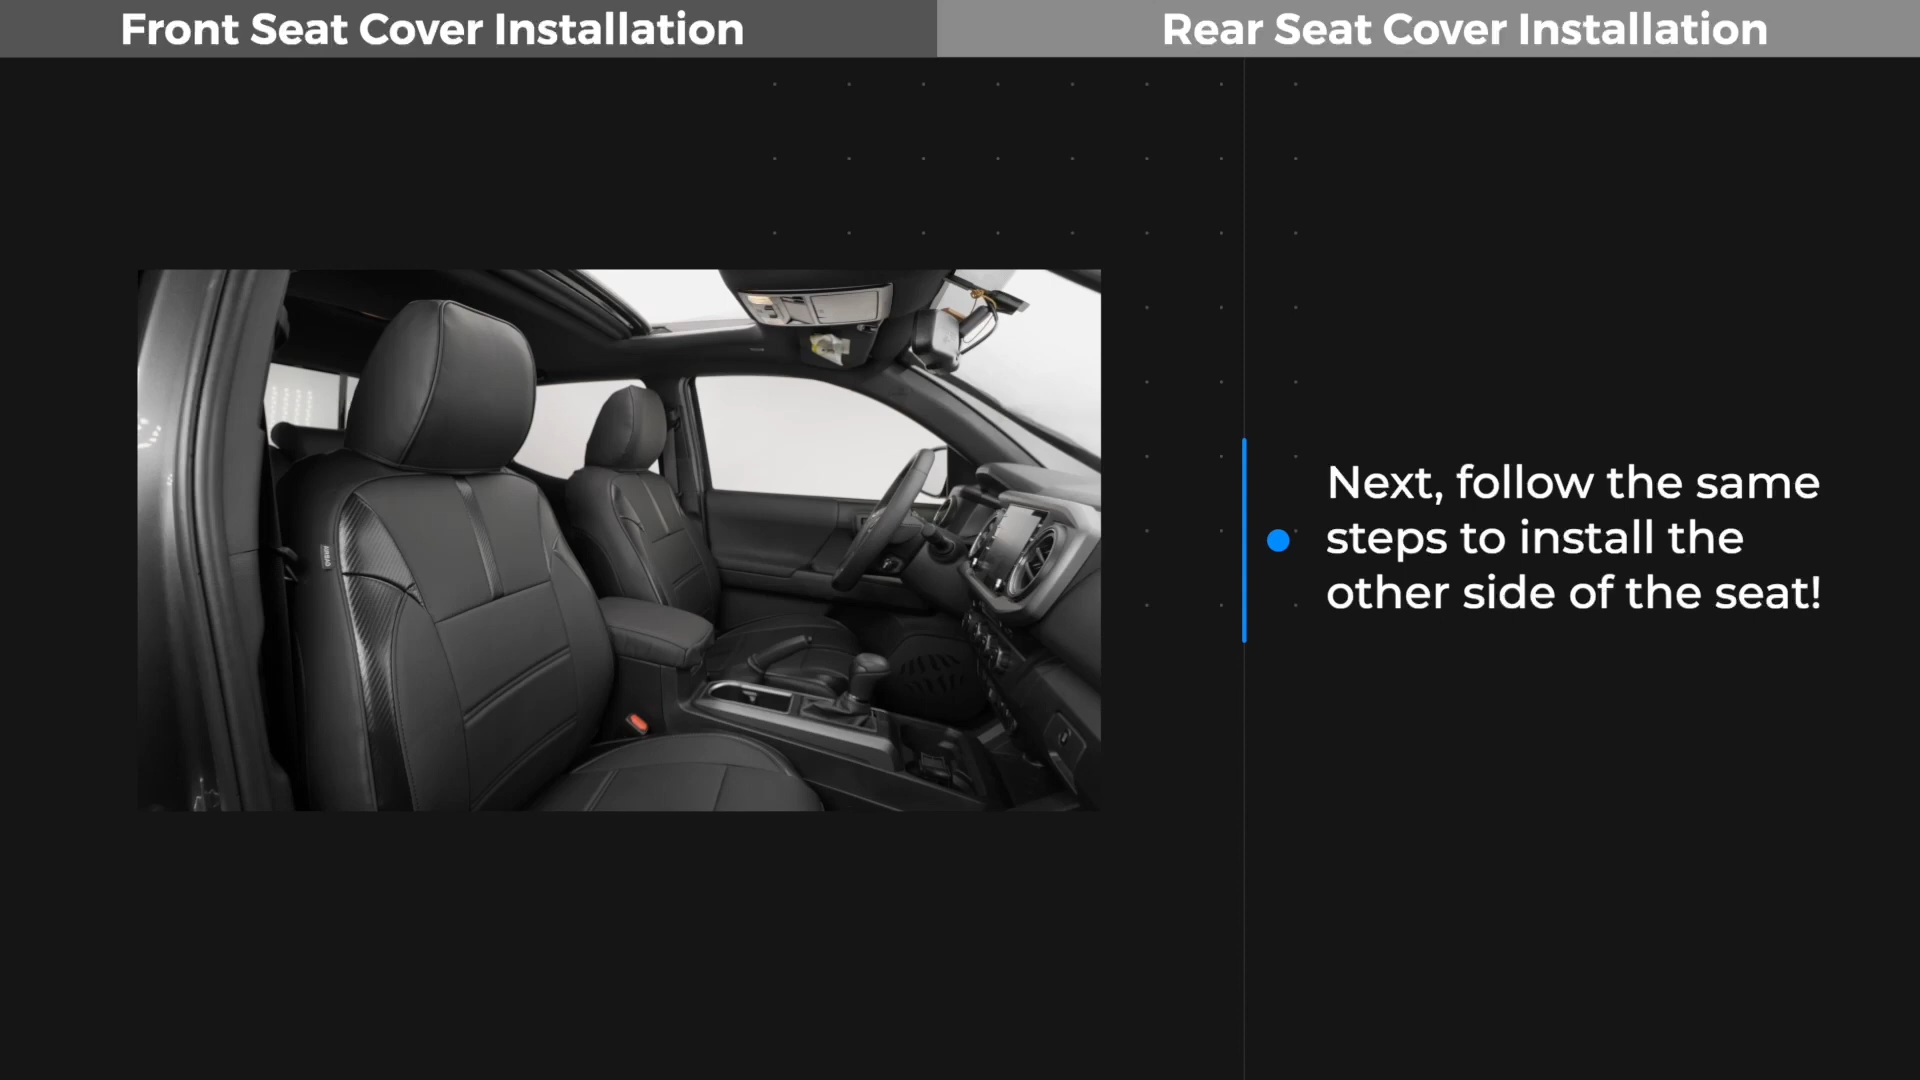 Front Seat Cover Installation
Rear Seat Cover Installation
AIRBAG
Next, follow the same
steps to install the
other side of the seat!